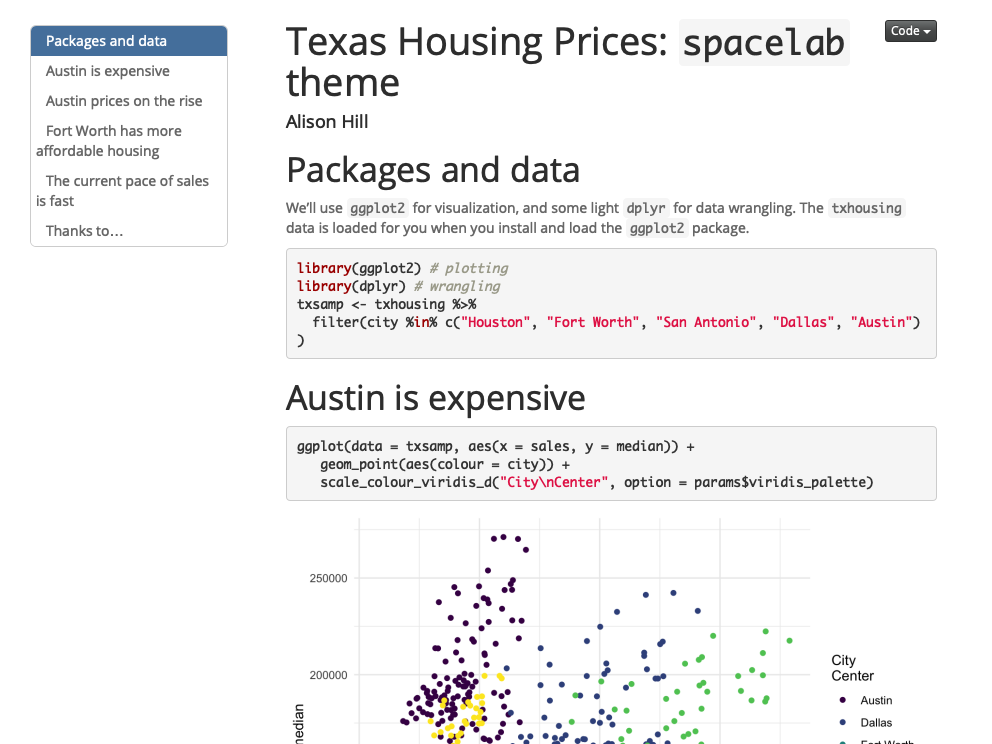 Packages and data
Austin is expensive
Austin prices on the rise
Fort Worth has more
affordable housing
The current pace of sales
is fast
Thanks to…
Code
Texas Housing Prices: spacelab
theme
Alison Hill
Packages and data
We’ll use ggplot2 for visualization, and some light dplyr for data wrangling. The txhousing
data is loaded for you when you install and load the ggplot2 package.
library(ggplot2) # plotting
library(dplyr) # wrangling
txsamp <- txhousing %>%
  filter(city %in% c("Houston", "Fort Worth", "San Antonio", "Dallas", "Austin")
)
Austin is expensive
ggplot(data = txsamp, aes(x = sales, y = median)) +
   geom_point(aes(colour = city)) +
   scale_colour_viridis_d("City\nCenter", option = params$viridis_palette)
250000
200000
median
City
Center
Austin
Dallas
Fort Worth